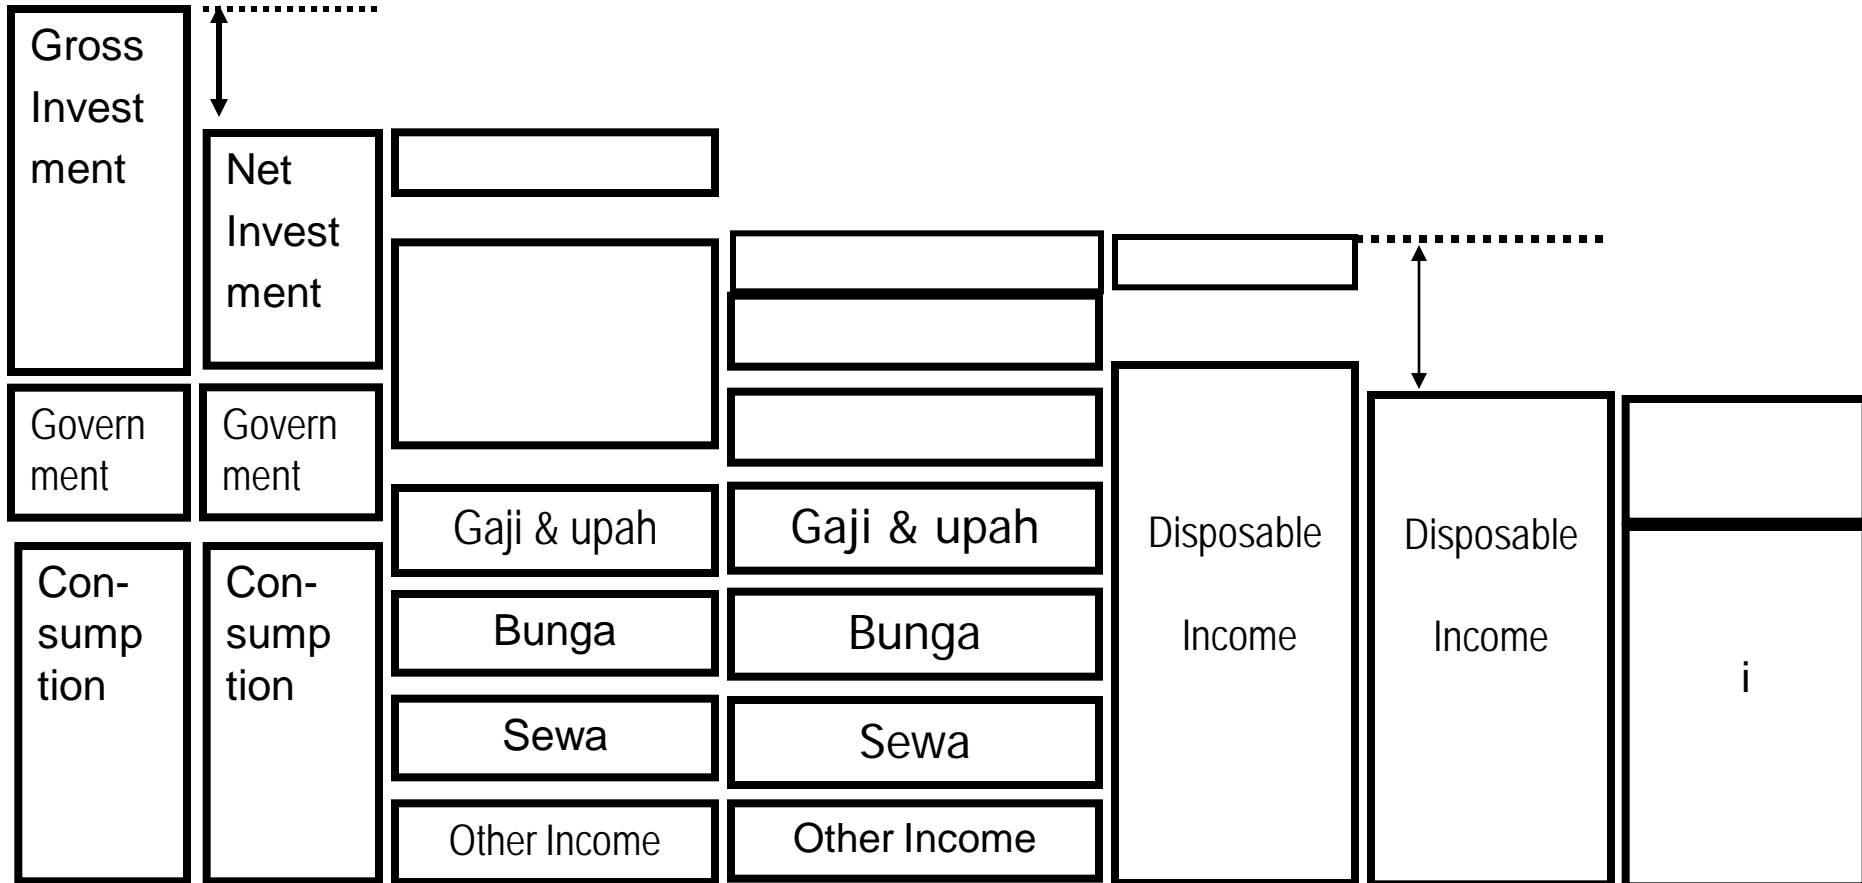 Gross
Invest
ment
Net
Invest
ment
Govern
ment
Govern
ment
Gaji & upah
Gaji & upah
Disposable
Income
Disposable
Income
Con-
sump
tion
Con-
sump
tion
Bunga
Bunga
i
Sewa
Sewa
Other Income
Other Income